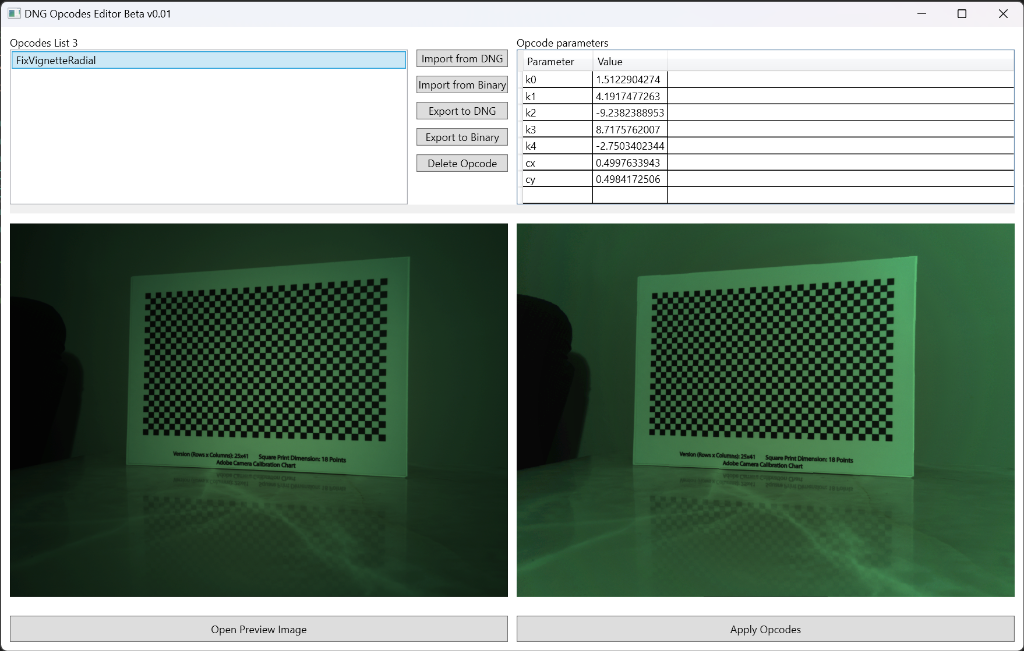 DNG Opcodes Editor Beta v0.01
Opcodes List 3
FixVignetteRadial
Import from DNG
Import from Binary
Export to DNG
Export to Binary
Delete Opcode
Opcode parameters
Parameter Value
k0 1.5122904274
k1 4.1917477263
k2 -9.2382388953
k3 8.7175762007
k4 -2.7503402344
cx 0.4997633943
cy 0.4984172506
Version (Rows x Columns): 25x41 Square Print Dimension: 18 Points
Adobe Camera Calibration Chart
Version (Rows x Columns): 25x41 Square Print Dimension: 18 Points
Adobe Camera Calibration Chart
Open Preview Image
Apply Opcodes